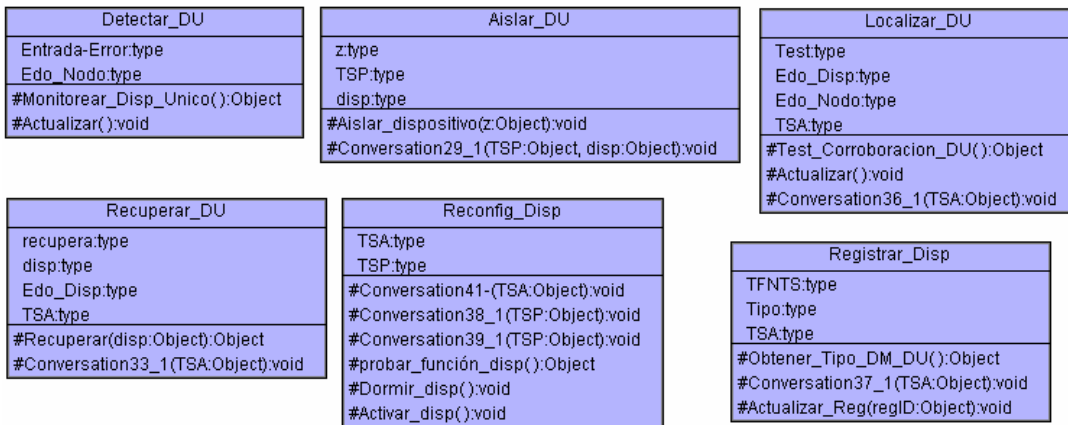 Detectar_DU
Entrada-Error:type
Edo_Nodo:type
#Monitorear_Disp_Unico():Object
#Actualizar():void
Aislar_DU
z:type
TSP:type
disp:type
#Aislar_dispositivo(z:Object):void
#Conversation29_1(TSP:Object, disp:Object):void
Localizar_DU
Test:type
Edo_Disp:type
Edo_Nodo:type
TSA:type
#Test_Corroboracion_DU():Object
#Actualizar():void
#Conversation36_1(TSA:Object):void
Recuperar_DU
recupera:type
disp:type
Edo_Disp:type
TSA:type
#Recuperar(disp:Object):Object
#Conversation33_1(TSA:Object):void
Reconfig_Disp
TSA:type
TSP:type
#Conversation41-(TSA:Object):void
#Conversation38_1(TSP:Object):void
#Conversation39_1(TSP:Object):void
#probar_función_disp():Object
#Dormir_disp():void
#Activar_disp():void
Registrar_Disp
TFNTS:type
Tipo:type
TSA:type
#Obtener_Tipo_DM_DU():Object
#Conversation37_1(TSA:Object):void
#Actualizar_Reg(regID:Object):void